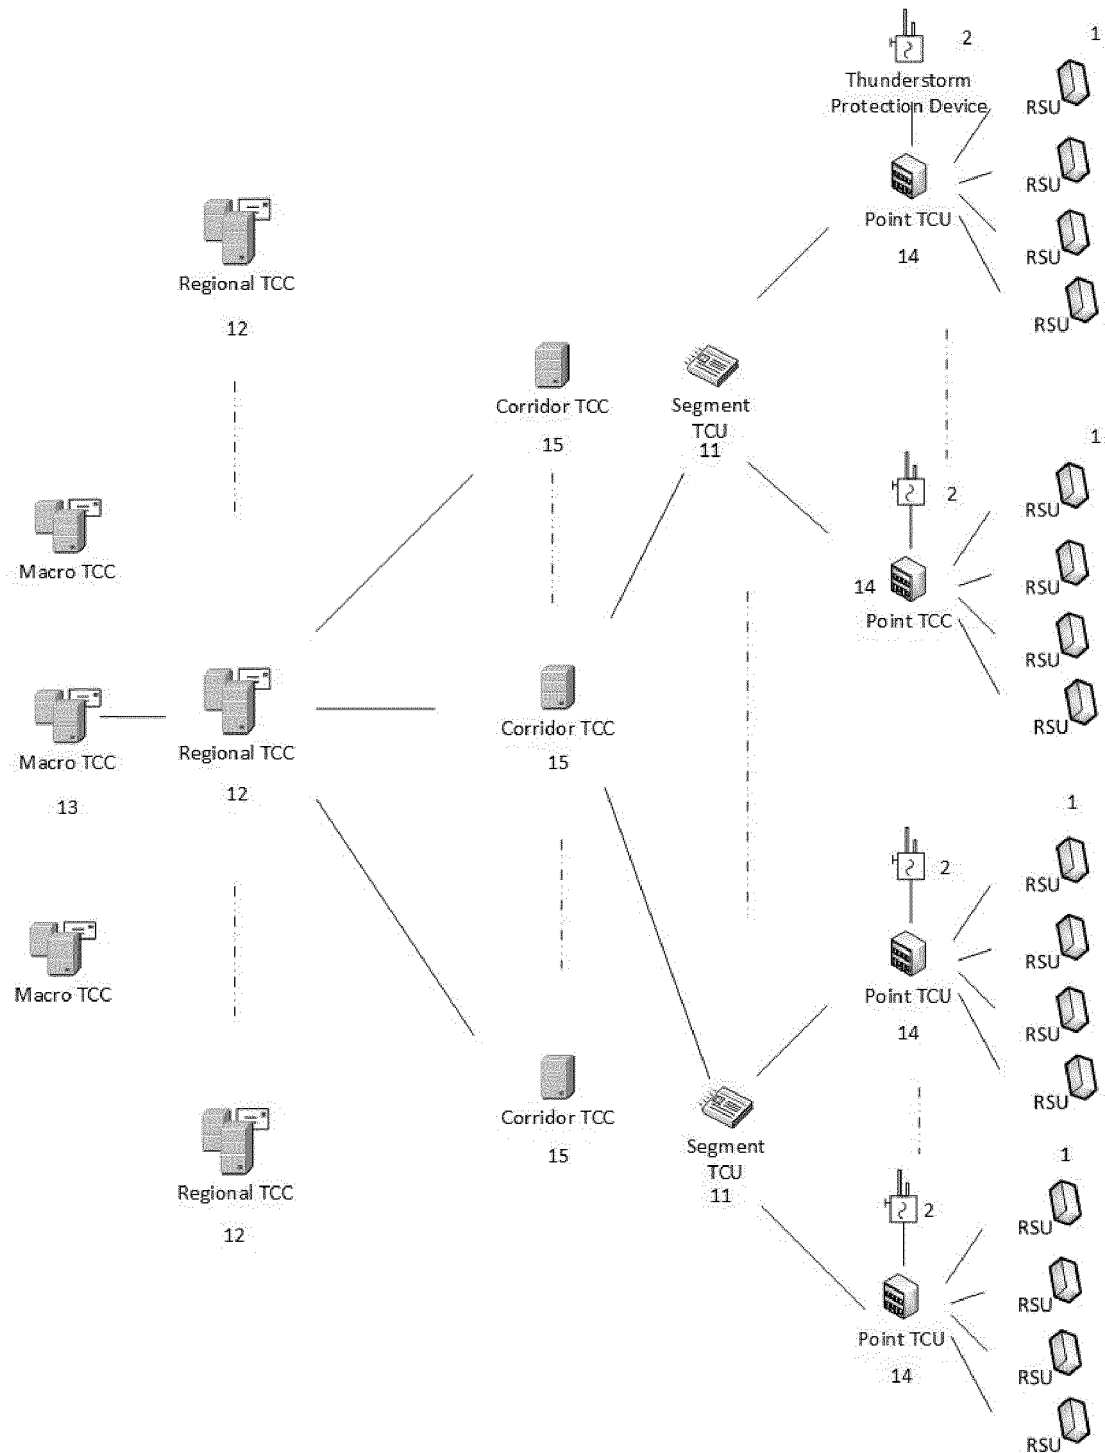 2
1
Thunderstorm
Protection Device
RSU
RSU
Point TCU
14
RSU
RSU
Regional TCC
12
Corridor TCC
15
Segment
TCU
11
1
2
RSU
Macro TCC
14
Point TCC
RSU
RSU
RSU
Macro TCC
13
Regional TCC
12
Corridor TCC
15
1
2
RSU
RSU
Point TCU
14
RSU
RSU
Macro TCC
Corridor TCC
15
Segment
TCU
11
1
2
Regional TCC
12
RSU
RSU
Point TCU
14
RSU
RSU